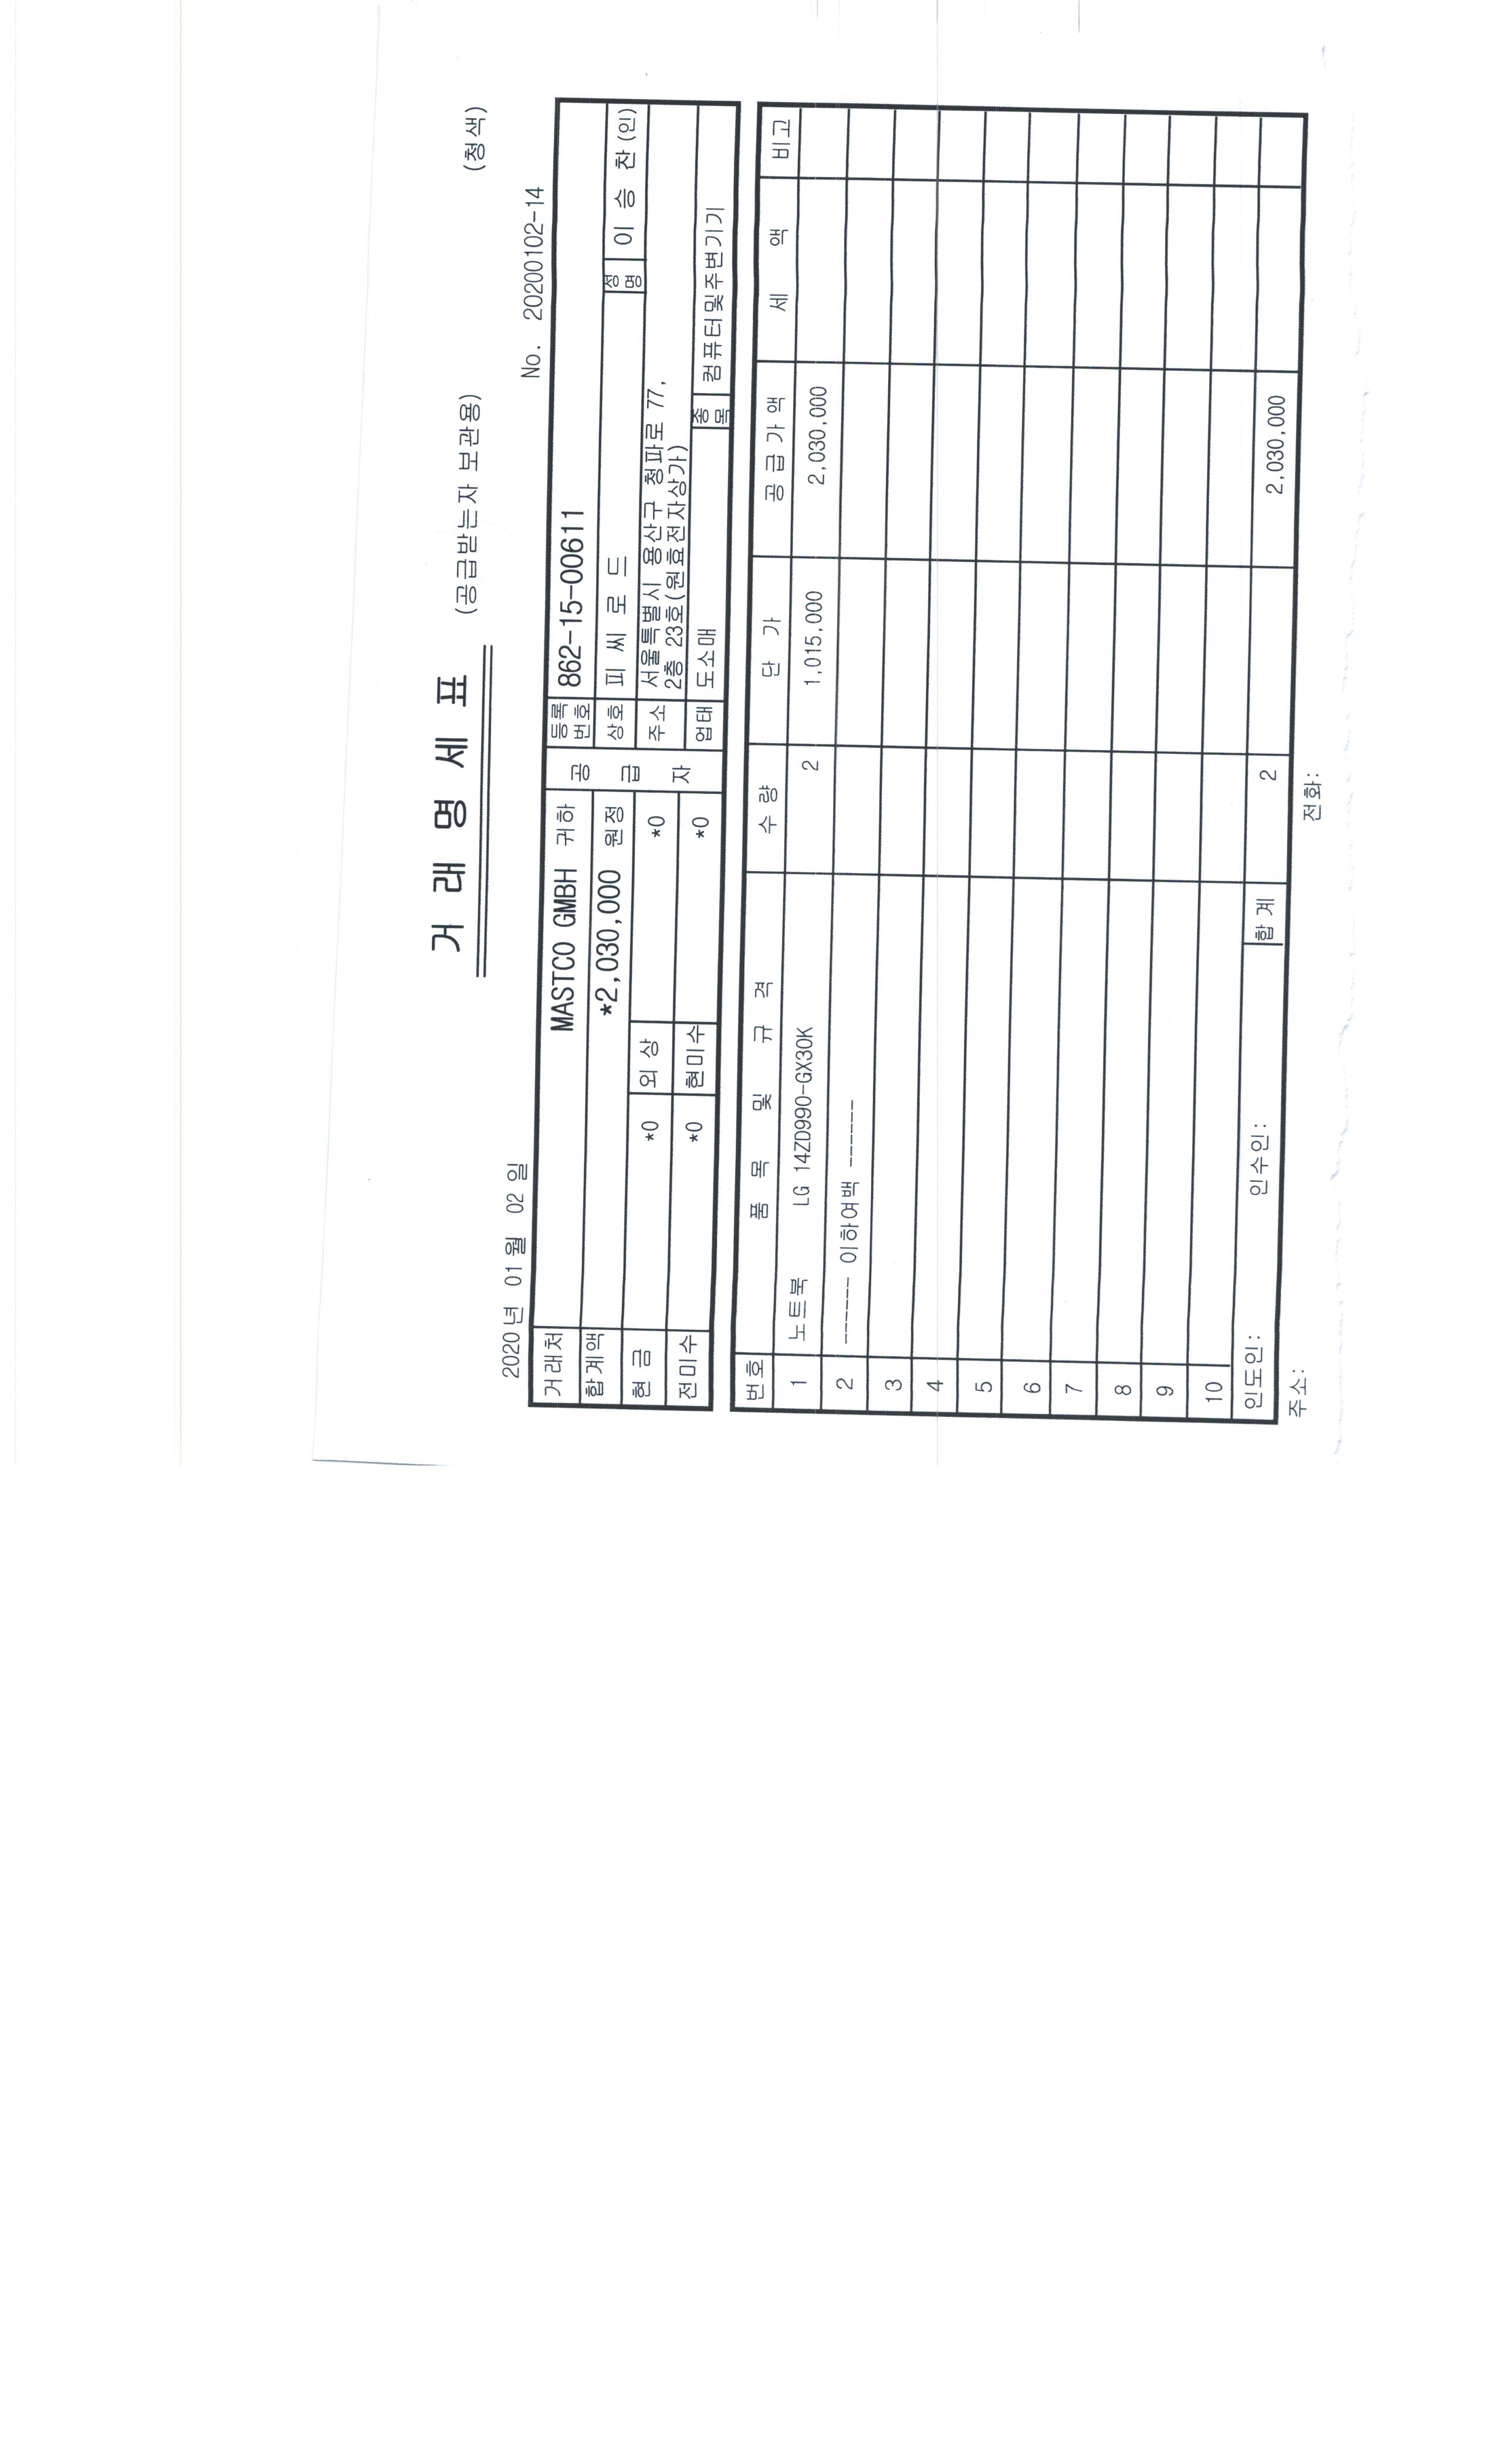 거 래 명 세 표
(공급받는자 보관용)
(청색)
2020 년 01 월 02 일
No. 20200102-14
거래처 MASTCO GMBH 귀하
합계액 *2,030,000 원정
현 금 *0 외 상 *0
전미수 *0 현미수 *0
공 급 자
등록번호 862-15-00611
상호 피 씨 로 드 성명 이 승 찬 (인)
주소 서울특별시 용산구 청파로 77,
2층 23호(원효전자상가)
업태 도소매 종목 컴퓨터및주변기기
번호 품 목 및 규 격 수 량 단 가 공 급 가 액 세 액 비고
1 노트북 LG 14ZD990-GX30K 2 1,015,000 2,030,000
2 ------ 이하여백 ------
3
4
5
6
7
8
9
10
인도인: 인수인: 합 계 2 2,030,000
주소: 전화: